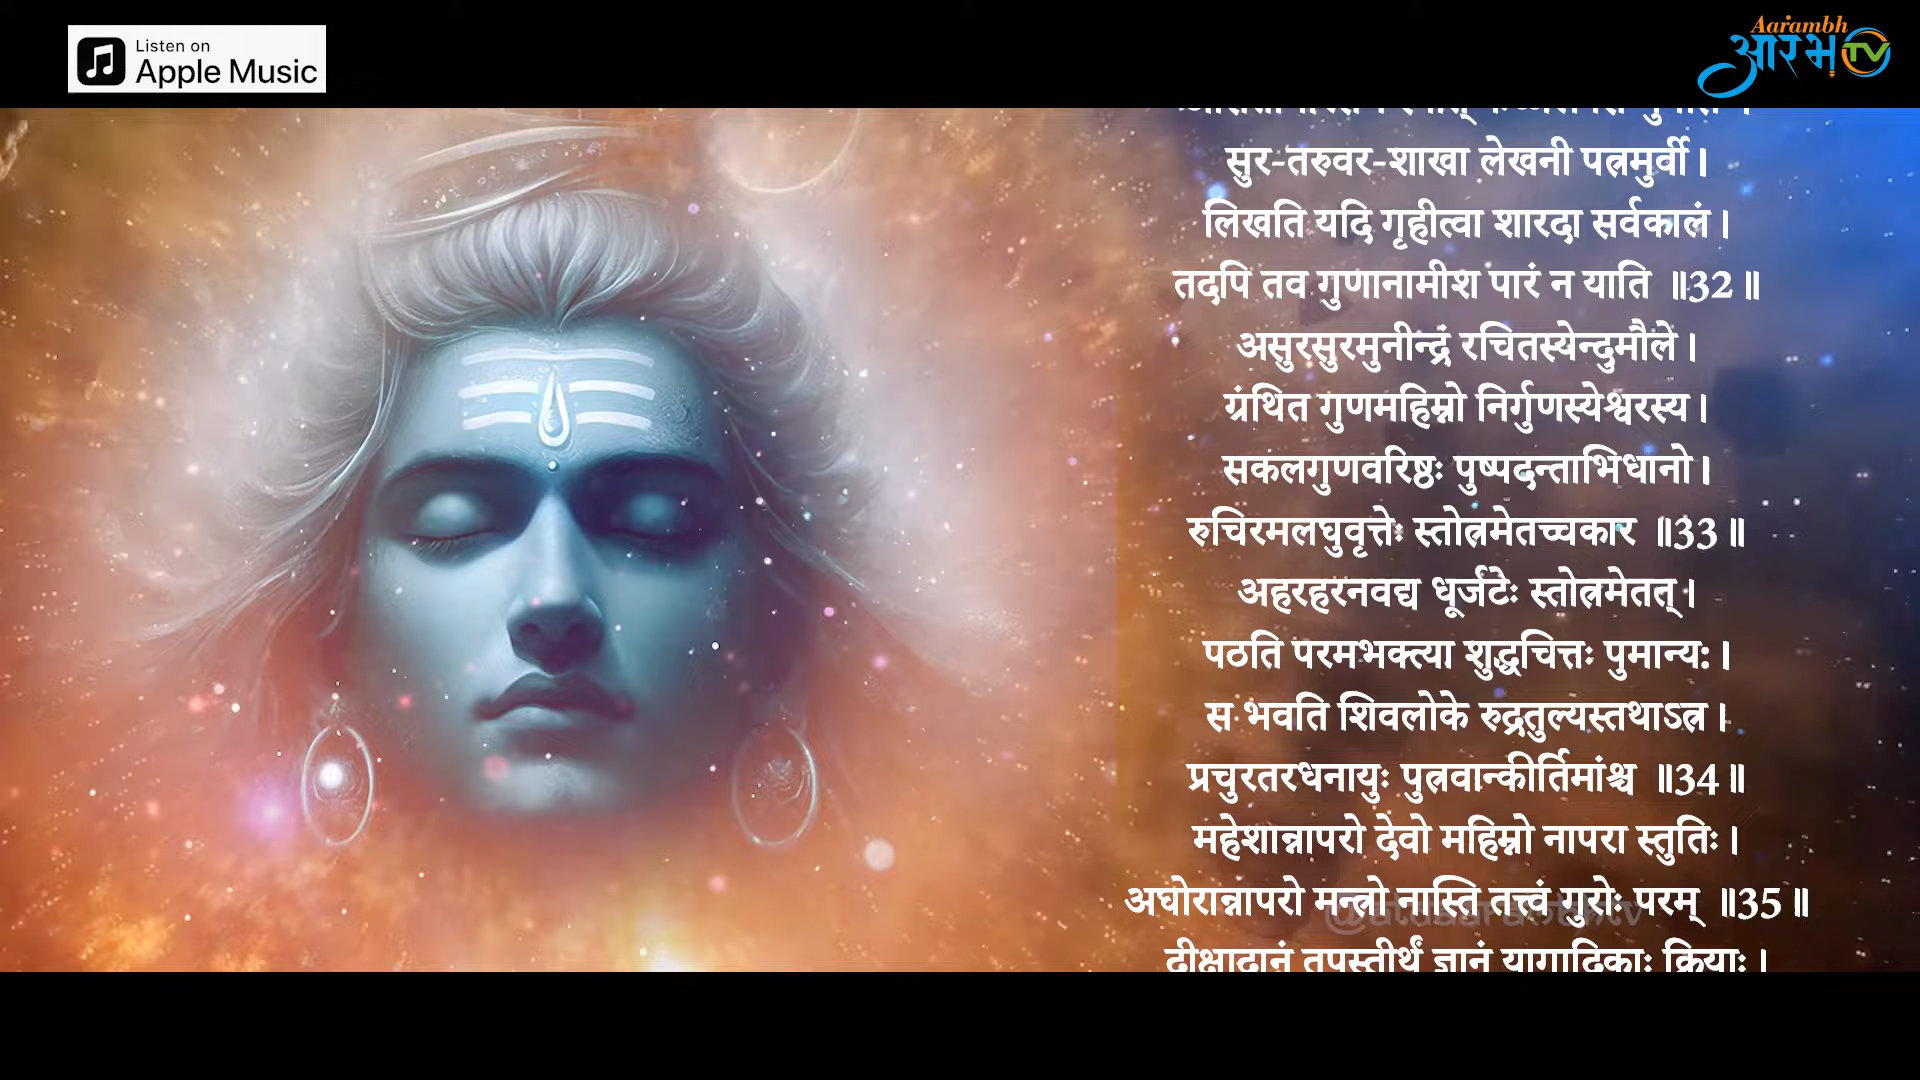 Listen on
Apple Music
Aarambh
आरंभ TV
सुर-तरुवर-शाखा लेखनी पत्रमुर्वी।
लिखति यदि गृहीत्वा शारदा सर्वकालं।
तदपि तव गुणानामीश पारं न याति ॥32॥
असुरसुरमुनीन्द्रं रचितस्येन्दुमौले।
ग्रंथित गुणमहिम्नो निर्गुणस्येश्वरस्य।
सकलगुणवरिष्ठः पुष्पदन्ताभिधानो।
रुचिरमलघुवृत्तेः स्तोत्रमेतच्चकार ॥33॥
अहरहरनवद्य धूर्जटेः स्तोत्रमेतत्।
पठति परमभक्त्या शुद्धचित्तः पुमान्य:।
स भवति शिवलोके रुद्रतुल्यस्तथाऽत्र।
प्रचुरतरधनायुः पुत्रवान्कीर्तिमांश्च ॥34॥
महेशान्नापरो देवो महिम्नो नापरा स्तुतिः।
अघोरान्नापरो मन्त्रो नास्ति तत्त्वं गुरोः परम् ॥35॥
दीक्षादानं तपस्तीर्थं ज्ञानं यागादिकाः क्रियाः।